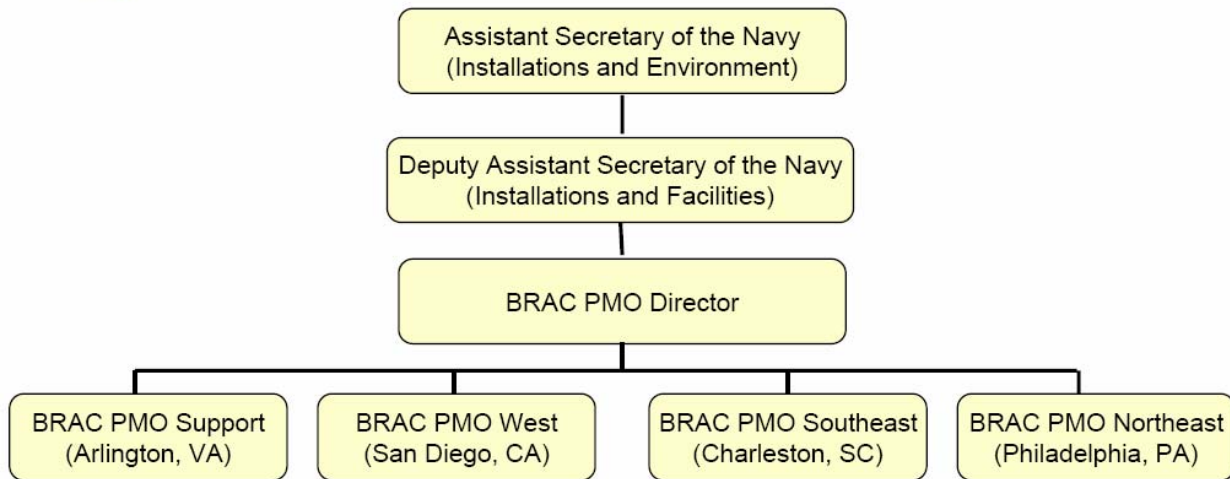 Assistant Secretary of the Navy
(Installations and Environment)
Deputy Assistant Secretary of the Navy
(Installations and Facilities)
BRAC PMO Director
BRAC PMO Support
(Arlington, VA)
BRAC PMO West
(San Diego, CA)
BRAC PMO Southeast
(Charleston, SC)
BRAC PMO Northeast
(Philadelphia, PA)